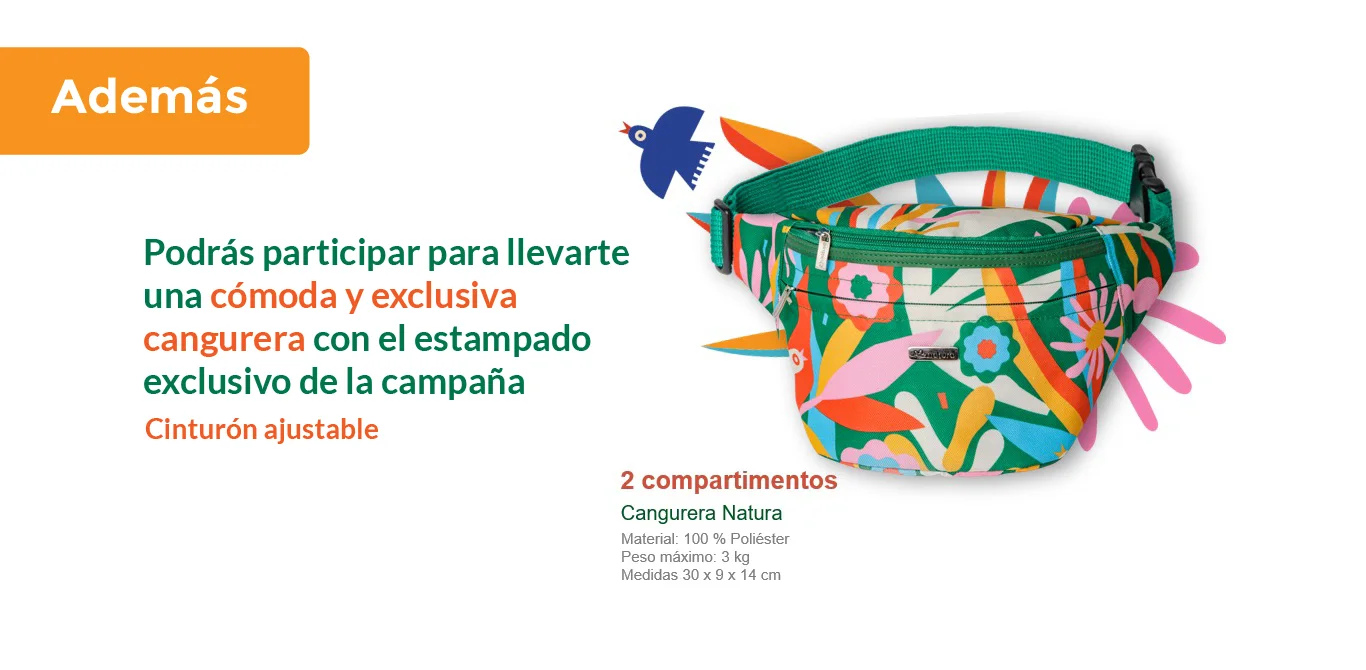 Además
Podrás participar para llevarte
una cómoda y exclusiva
cangurera con el estampado
exclusivo de la campaña
Cinturón ajustable
2 compartimentos
Cangurera Natura
Material: 100 % Poliéster
Peso máximo: 3 kg
Medidas 30 x 9 x 14 cm